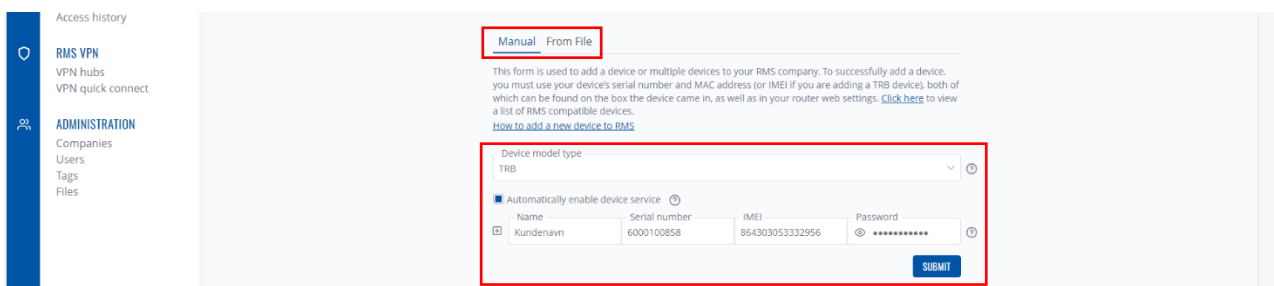 Access history
RMS VPN
VPN hubs
VPN quick connect
ADMINISTRATION
Companies
Users
Tags
Files
Manual From File
This form is used to add a device or multiple devices to your RMS company. To successfully add a device,
you must use your device's serial number and MAC address (or IMEI if you are adding a TRB device), both of
which can be found on the box the device came in, as well as in your router web settings. Click here to view
a list of RMS compatible devices.
How to add a new device to RMS
Device model type
TRB
Automatically enable device service
Name Serial number IMEI Password
Kundenavn 6000100858 864303053332956 •••••••••••
SUBMIT